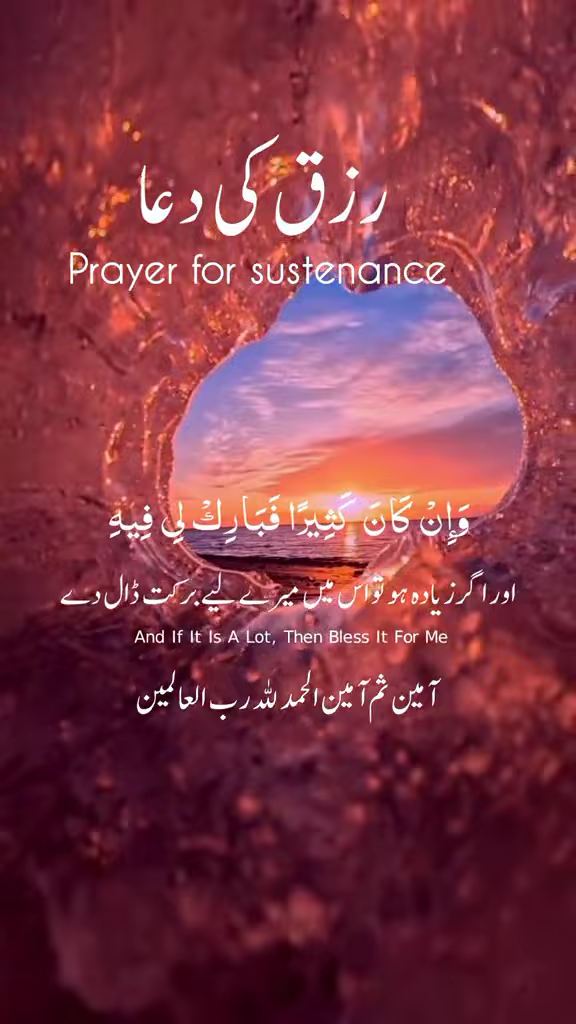 رزق کی دعا
Prayer for sustenance
وَإِنْ كَانَ كَثِيرًا فَبَارِكْ لِي فِيهِ
اور اگر زیادہ ہو تو اس میں میرے لیے برکت ڈال دے
And If It Is A Lot, Then Bless It For Me
آمین ثم آمین الحمد للہ رب العالمین